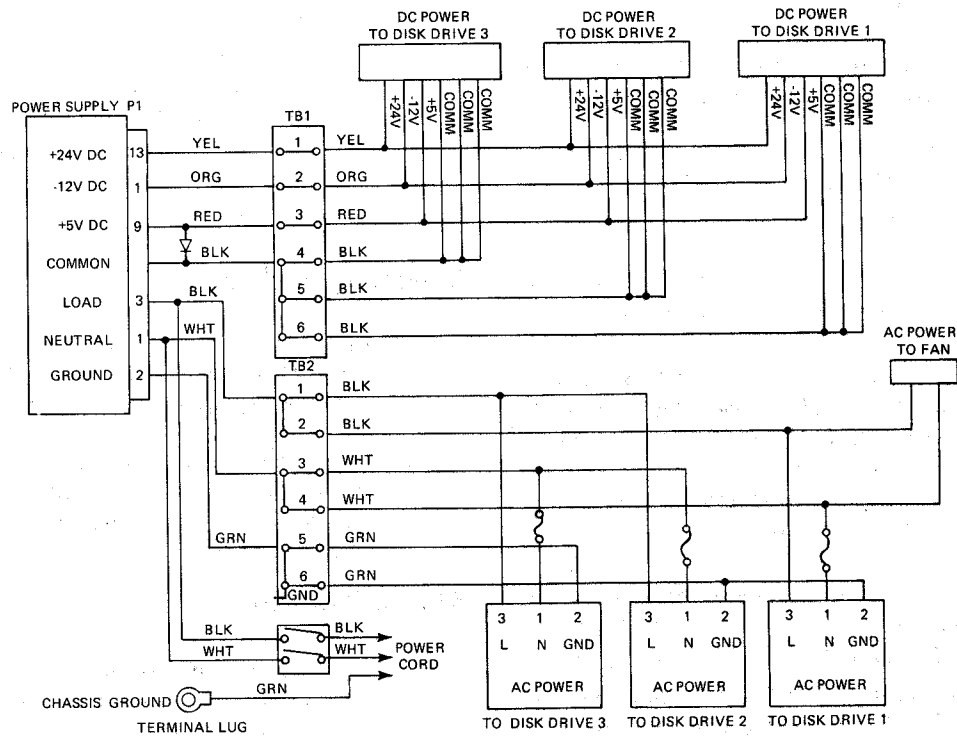 DC POWER
TO DISK DRIVE 3
DC POWER
TO DISK DRIVE 2
DC POWER
TO DISK DRIVE 1
+24V
-12V
+5V
COMM
COMM
COMM
+24V
-12V
+5V
COMM
COMM
COMM
+24V
-12V
+5V
COMM
COMM
COMM
POWER SUPPLY P1
TB1
+24V DC 13 YEL 1 YEL
-12V DC 1 ORG 2 ORG
+5V DC 9 RED 3 RED
COMMON BLK 4 BLK
LOAD 3 BLK 5 BLK
NEUTRAL 1 WHT 6 BLK
GROUND 2
AC POWER
TO FAN
TB2
1 BLK
2 BLK
3 WHT
4 WHT
GRN 5 GRN
6 GRN
GND
3 1 2
L N GND
AC POWER
TO DISK DRIVE 3
3 1 2
L N GND
AC POWER
TO DISK DRIVE 2
3 1 2
L N GND
AC POWER
TO DISK DRIVE 1
BLK BLK
WHT WHT
POWER
CORD
GRN
CHASSIS GROUND
TERMINAL LUG